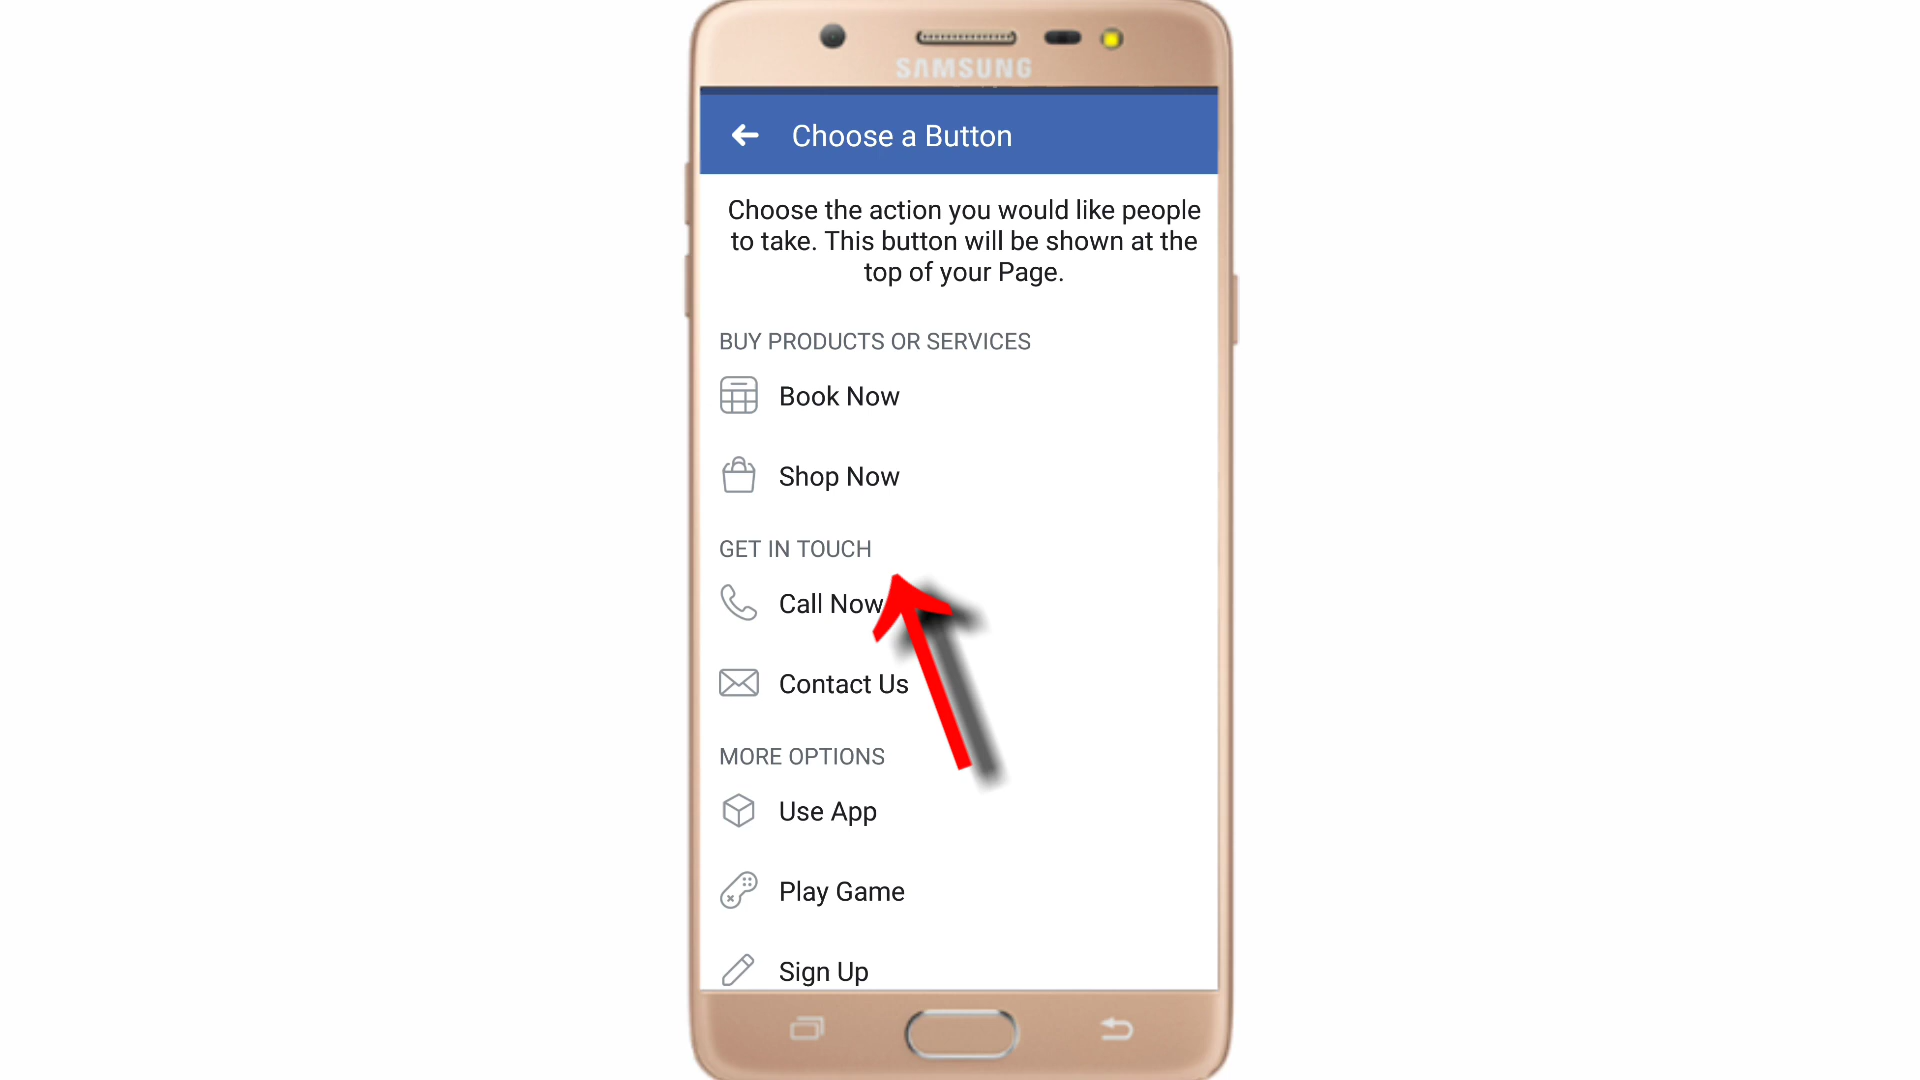 SAMSUNG
Choose a Button
Choose the action you would like people
to take. This button will be shown at the
top of your Page.
BUY PRODUCTS OR SERVICES
Book Now
Shop Now
GET IN TOUCH
Call Now
Contact Us
MORE OPTIONS
Use App
Play Game
Sign Up